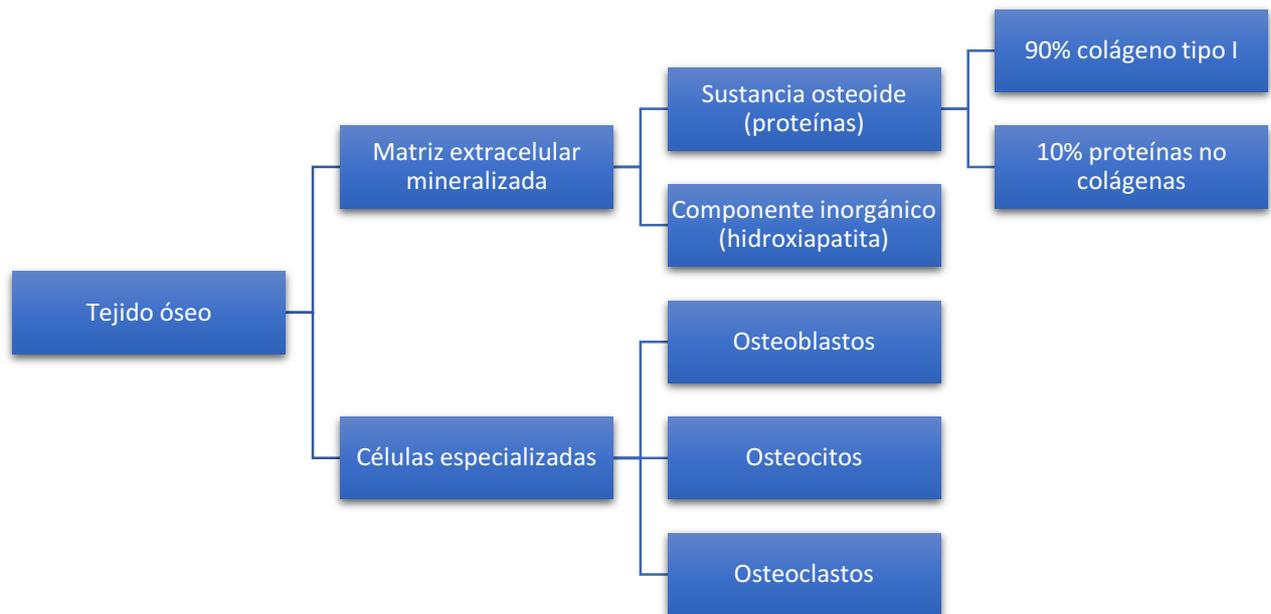 Tejido óseo
Matriz extracelular
mineralizada
Sustancia osteoide
(proteínas)
90% colágeno tipo I
10% proteínas no
colágenas
Componente inorgánico
(hidroxiapatita)
Células especializadas
Osteoblastos
Osteocitos
Osteoclastos